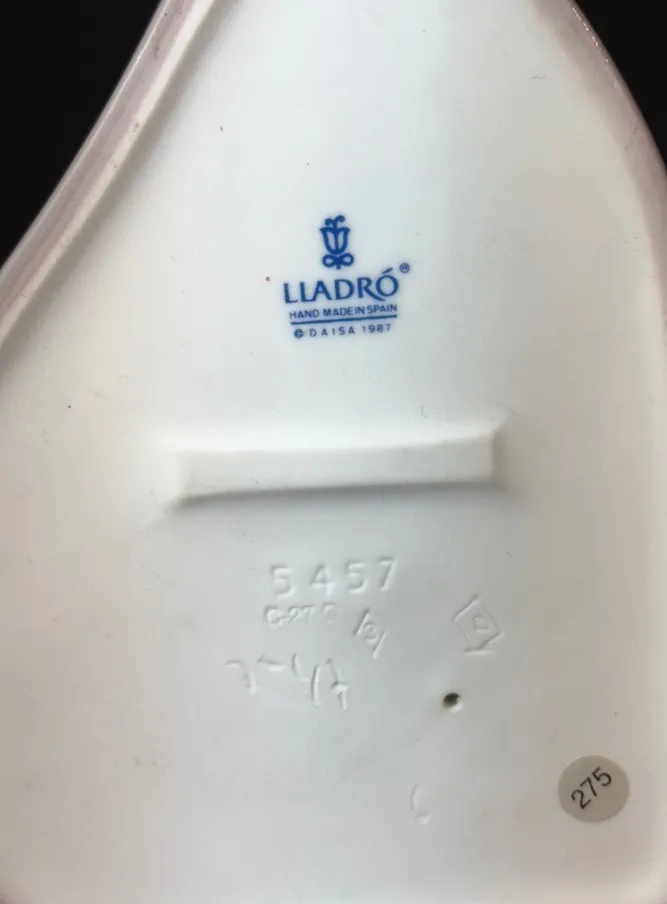 LLADRÓ
HAND MADE IN SPAIN
© DAISA 1987
5457
275